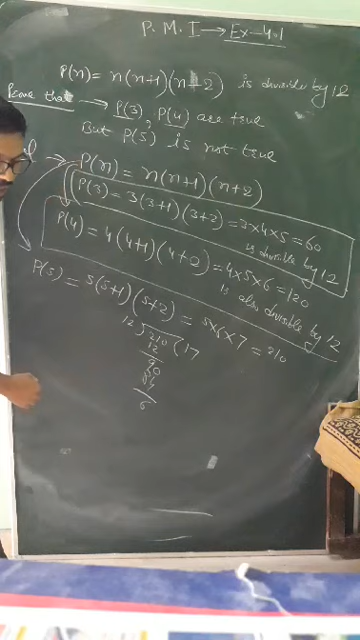 P. M. I → Ex-4.1
P(n) = n(n+1)(n+2) is divisible by 12
Prove that → P(3), P(4) are true
But P(5) is not true
→ P(n) = n(n+1)(n+2)
P(3) = 3(3+1)(3+2) = 3×4×5 = 60
is divisible by 12
P(4) = 4(4+1)(4+2) = 4×5×6 = 120
is also divisible by 12
P(5) = 5(5+1)(5+2) = 5×6×7 = 210
12)210(17
12
90
84
6